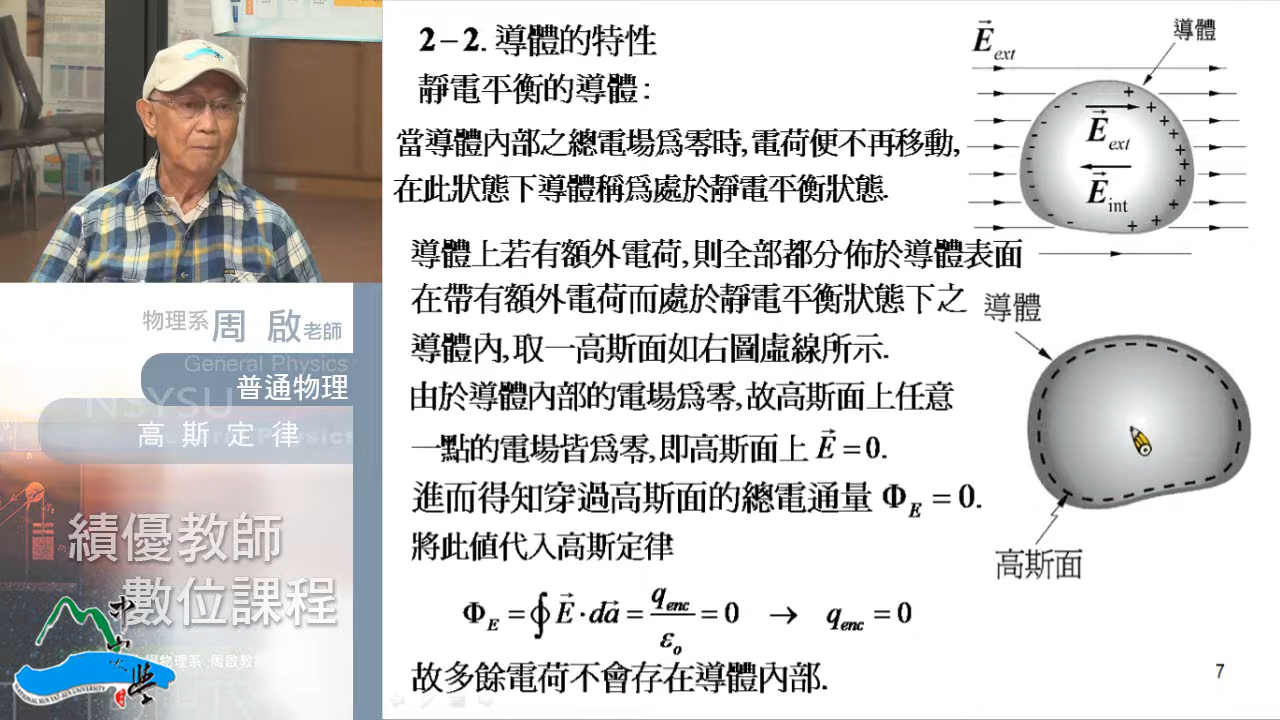 2-2. 導體的特性
靜電平衡的導體:
當導體內部之總電場為零時,電荷便不再移動,
在此狀態下導體稱為處於靜電平衡狀態.
導體上若有額外電荷,則全部都分佈於導體表面
在帶有額外電荷而處於靜電平衡狀態下之
導體內,取一高斯面如右圖虛線所示.
由於導體內部的電場為零,故高斯面上任意
一點的電場皆為零,即高斯面上 E⃗ = 0.
進而得知穿過高斯面的總電通量 Φ_E = 0.
將此值代入高斯定律
Φ_E = ∮ E⃗ · da⃗ = q_enc / ε_o = 0 → q_enc = 0
故多餘電荷不會存在導體內部.
E⃗_ext
導體
E⃗_ext
E⃗_int
導體
高斯面
7
物理系 周 啟 老師
General Physics
普通物理
NSYSU
高斯定律
績優教師
數位課程
中山大學